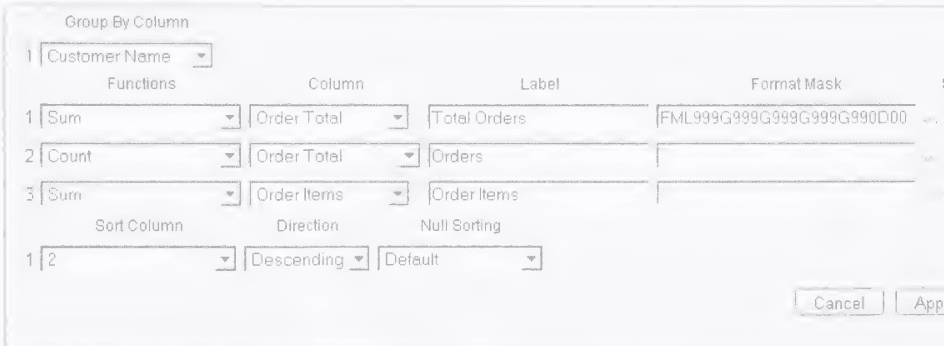 Group By Column
1 Customer Name
Functions Column Label Format Mask
1 Sum Order Total Total Orders FML999G999G999G999G990D00
2 Count Order Total Orders
3 Sum Order Items Order Items
Sort Column Direction Null Sorting
1 2 Descending Default
Cancel App